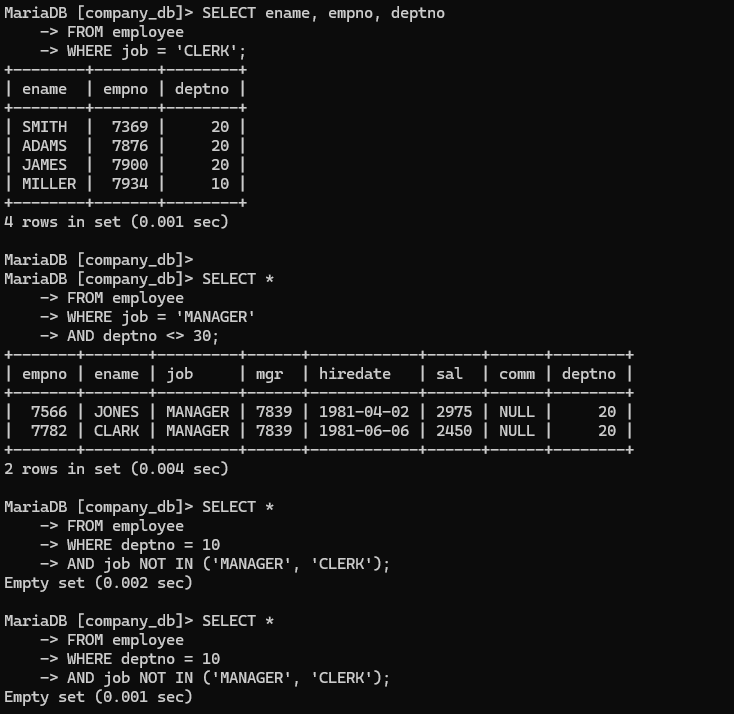 MariaDB [company_db]> SELECT ename, empno, deptno
    -> FROM employee
    -> WHERE job = 'CLERK';
+--------+-------+--------+
| ename  | empno | deptno |
+--------+-------+--------+
| SMITH  |  7369 |     20 |
| ADAMS  |  7876 |     20 |
| JAMES  |  7900 |     20 |
| MILLER |  7934 |     10 |
+--------+-------+--------+
4 rows in set (0.001 sec)

MariaDB [company_db]>
MariaDB [company_db]> SELECT *
    -> FROM employee
    -> WHERE job = 'MANAGER'
    -> AND deptno <> 30;
+-------+-------+---------+------+------------+------+------+--------+
| empno | ename | job     | mgr  | hiredate   | sal  | comm | deptno |
+-------+-------+---------+------+------------+------+------+--------+
|  7566 | JONES | MANAGER | 7839 | 1981-04-02 | 2975 | NULL |     20 |
|  7782 | CLARK | MANAGER | 7839 | 1981-06-06 | 2450 | NULL |     20 |
+-------+-------+---------+------+------------+------+------+--------+
2 rows in set (0.004 sec)

MariaDB [company_db]> SELECT *
    -> FROM employee
    -> WHERE deptno = 10
    -> AND job NOT IN ('MANAGER', 'CLERK');
Empty set (0.002 sec)

MariaDB [company_db]> SELECT *
    -> FROM employee
    -> WHERE deptno = 10
    -> AND job NOT IN ('MANAGER', 'CLERK');
Empty set (0.001 sec)